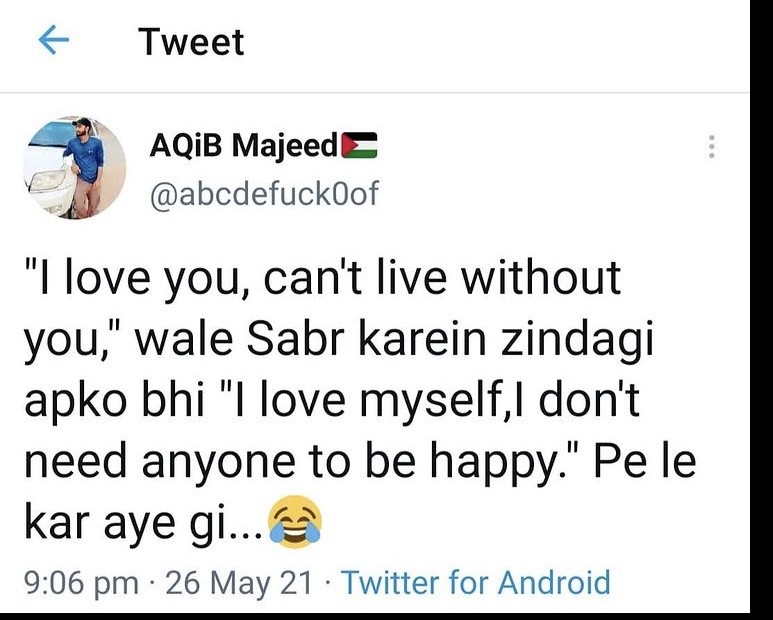 Tweet
AQiB Majeed🇵🇸
@abcdefuck0of
"I love you, can't live without
you," wale Sabr karein zindagi
apko bhi "I love myself,I don't
need anyone to be happy." Pe le
kar aye gi...😂
9:06 pm · 26 May 21 · Twitter for Android